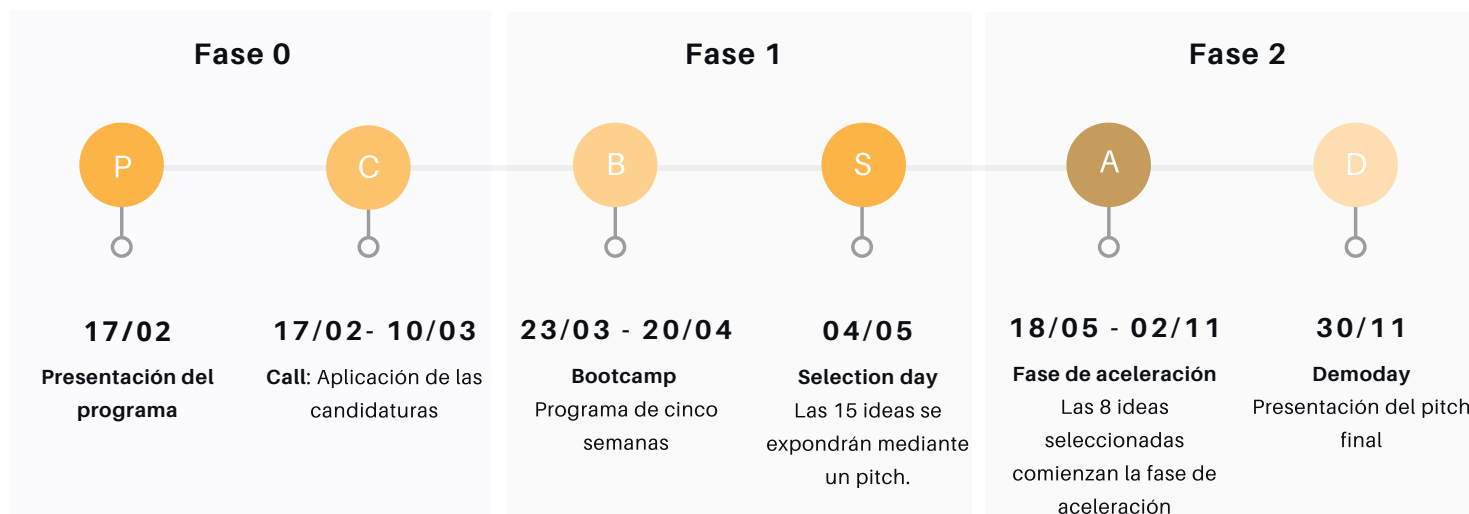 Fase 0
P
C
17/02
Presentación del
programa
17/02- 10/03
Call: Aplicación de las
candidaturas
Fase 1
B
S
23/03 - 20/04
Bootcamp
Programa de cinco
semanas
04/05
Selection day
Las 15 ideas se
expondrán mediante
un pitch.
Fase 2
A
D
18/05 - 02/11
Fase de aceleración
Las 8 ideas
seleccionadas
comienzan la fase de
aceleración
30/11
Demoday
Presentación del pitch
final